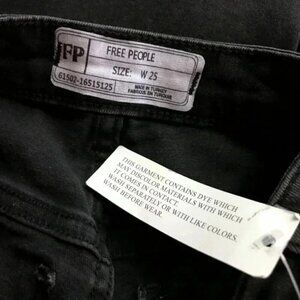 FP
FREE PEOPLE
SIZE: W 25
61502-16515125
MADE IN TURKEY
FABRIQUE EN TURQUIE
THIS GARMENT CONTAINS DYE WHICH
MAY DISCOLOR MATERIALS WITH WHICH
IT COMES IN CONTACT.
WASH SEPARATELY OR WITH LIKE COLORS.
WASH BEFORE WEAR.